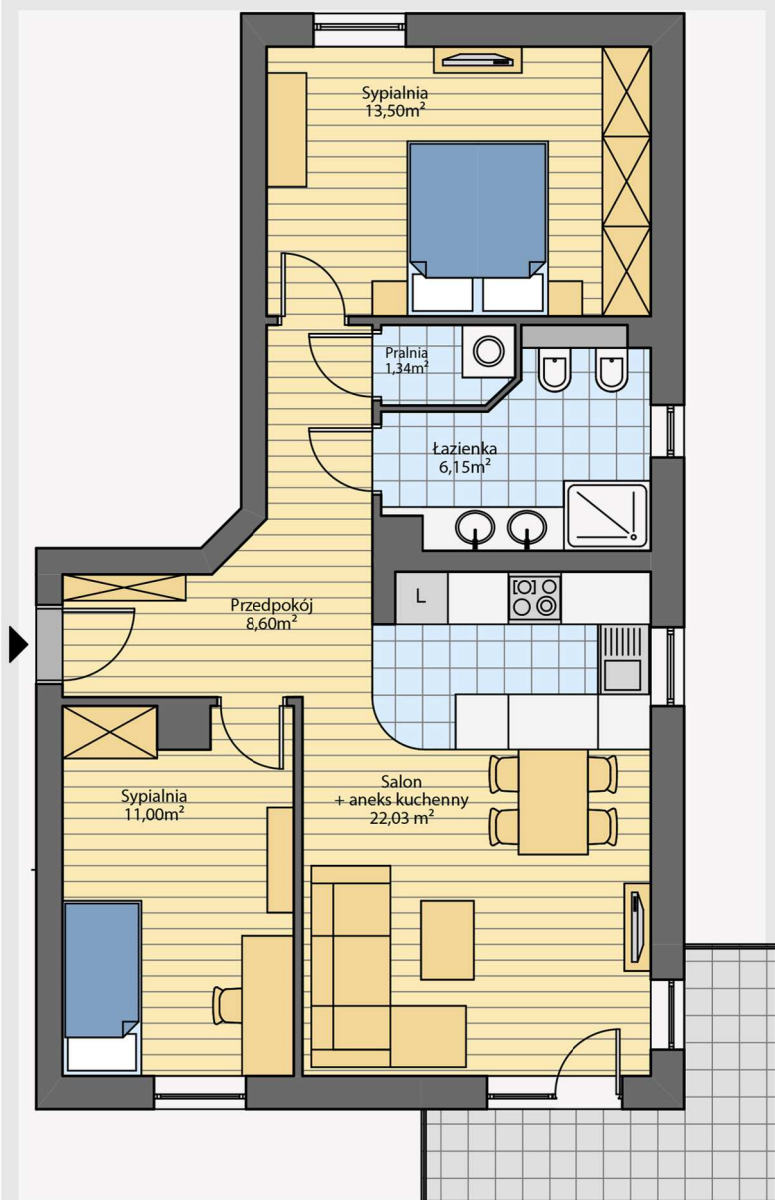 Sypialnia
13,50m²
Pralnia
1,34m²
Łazienka
6,15m²
L
Przedpokój
8,60m²
Sypialnia
11,00m²
Salon
+ aneks kuchenny
22,03 m²